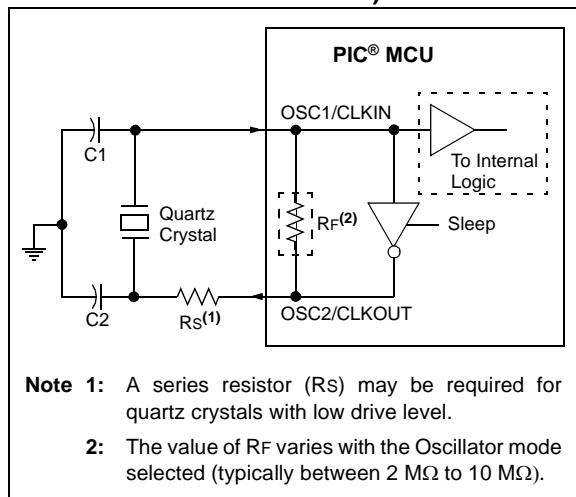 PIC® MCU
OSC1/CLKIN
C1
To Internal
Logic
Quartz
Crystal
RF(2)
Sleep
C2
RS(1)
OSC2/CLKOUT
Note 1: A series resistor (RS) may be required for
quartz crystals with low drive level.
2: The value of RF varies with the Oscillator mode
selected (typically between 2 MΩ to 10 MΩ).